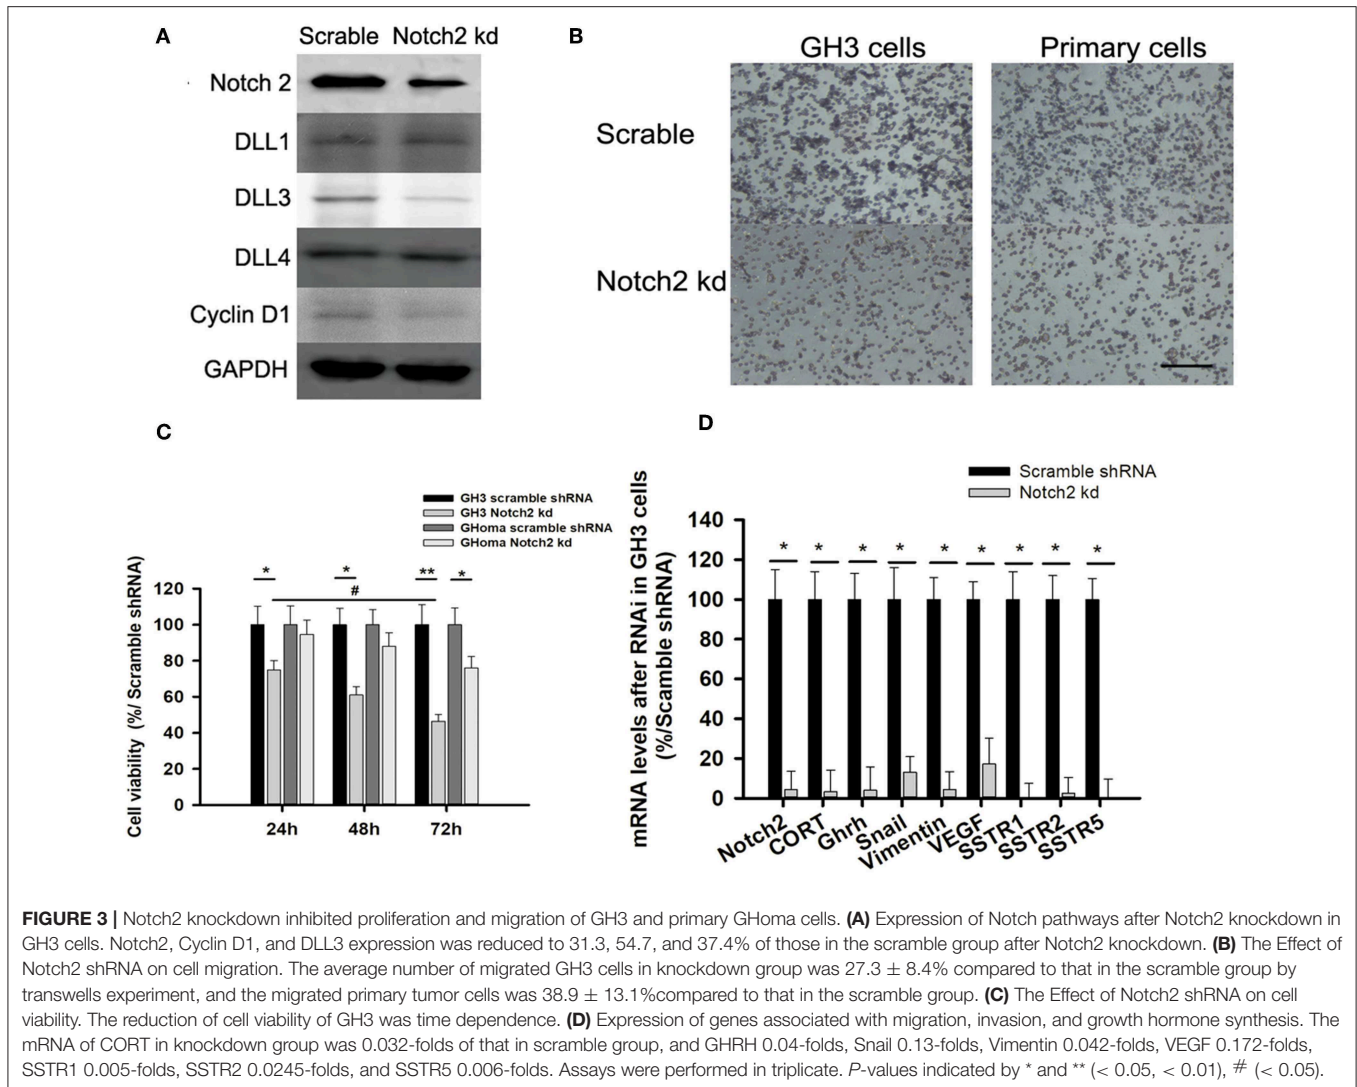 A
Scrable Notch2 kd
Notch 2
DLL1
DLL3
DLL4
Cyclin D1
GAPDH
B
GH3 cells Primary cells
Scrable
Notch2 kd
C
GH3 scramble shRNA
GH3 Notch2 kd
GHoma scramble shRNA
GHoma Notch2 kd
Cell viability (%/ Scramble shRNA)
* * ** *
#
120
100
80
60
40
20
0
24h 48h 72h
D
Scramble shRNA
Notch2 kd
mRNA levels after RNAi in GH3 cells
(%/Scamble shRNA)
140
120
100
80
60
40
20
0
* * * * * * * * *
Notch2 CORT Ghrh Snail Vimentin VEGF SSTR1 SSTR2 SSTR5
FIGURE 3 | Notch2 knockdown inhibited proliferation and migration of GH3 and primary GHoma cells. (A) Expression of Notch pathways after Notch2 knockdown in
GH3 cells. Notch2, Cyclin D1, and DLL3 expression was reduced to 31.3, 54.7, and 37.4% of those in the scramble group after Notch2 knockdown. (B) The Effect of
Notch2 shRNA on cell migration. The average number of migrated GH3 cells in knockdown group was 27.3 ± 8.4% compared to that in the scramble group by
transwells experiment, and the migrated primary tumor cells was 38.9 ± 13.1%compared to that in the scramble group. (C) The Effect of Notch2 shRNA on cell
viability. The reduction of cell viability of GH3 was time dependence. (D) Expression of genes associated with migration, invasion, and growth hormone synthesis. The
mRNA of CORT in knockdown group was 0.032-folds of that in scramble group, and GHRH 0.04-folds, Snail 0.13-folds, Vimentin 0.042-folds, VEGF 0.172-folds,
SSTR1 0.005-folds, SSTR2 0.0245-folds, and SSTR5 0.006-folds. Assays were performed in triplicate. P-values indicated by * and ** (< 0.05, < 0.01), # (< 0.05).